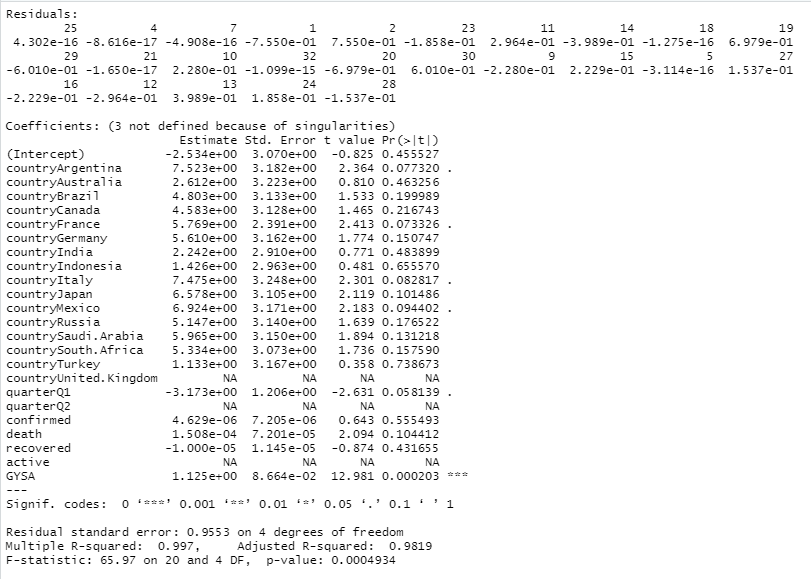 Residuals:
25 4 7 1 2 23 11 14 18 19
4.302e-16 -8.616e-17 -4.908e-16 -7.550e-01 7.550e-01 -1.858e-01 2.964e-01 -3.989e-01 -1.275e-16 6.979e-01
29 21 10 32 20 30 9 15 5 27
-6.010e-01 -1.650e-17 2.280e-01 -1.099e-15 -6.979e-01 6.010e-01 -2.280e-01 2.229e-01 -3.114e-16 1.537e-01
16 12 13 24 28
-2.229e-01 -2.964e-01 3.989e-01 1.858e-01 -1.537e-01
Coefficients: (3 not defined because of singularities)
Estimate Std. Error t value Pr(>|t|)
(Intercept) -2.534e+00 3.070e+00 -0.825 0.455527
countryArgentina 7.523e+00 3.182e+00 2.364 0.077320 .
countryAustralia 2.612e+00 3.223e+00 0.810 0.463256
countryBrazil 4.803e+00 3.133e+00 1.533 0.199989
countryCanada 4.583e+00 3.128e+00 1.465 0.216743
countryFrance 5.769e+00 2.391e+00 2.413 0.073326 .
countryGermany 5.610e+00 3.162e+00 1.774 0.150747
countryIndia 2.242e+00 2.910e+00 0.771 0.483899
countryIndonesia 1.426e+00 2.963e+00 0.481 0.655570
countryItaly 7.475e+00 3.248e+00 2.301 0.082817 .
countryJapan 6.578e+00 3.105e+00 2.119 0.101486
countryMexico 6.924e+00 3.171e+00 2.183 0.094402 .
countryRussia 5.147e+00 3.140e+00 1.639 0.176522
countrySaudi.Arabia 5.965e+00 3.150e+00 1.894 0.131218
countrySouth.Africa 5.334e+00 3.073e+00 1.736 0.157590
countryTurkey 1.133e+00 3.167e+00 0.358 0.738673
countryUnited.Kingdom NA NA NA NA
quarterQ1 -3.173e+00 1.206e+00 -2.631 0.058139 .
quarterQ2 NA NA NA NA
confirmed 4.629e-06 7.205e-06 0.643 0.555493
death 1.508e-04 7.201e-05 2.094 0.104412
recovered -1.000e-05 1.145e-05 -0.874 0.431655
active NA NA NA NA
GYSA 1.125e+00 8.664e-02 12.981 0.000203 ***
---
Signif. codes: 0 ‘***’ 0.001 ‘**’ 0.01 ‘*’ 0.05 ‘.’ 0.1 ‘ ’ 1
Residual standard error: 0.9553 on 4 degrees of freedom
Multiple R-squared: 0.997, Adjusted R-squared: 0.9819
F-statistic: 65.97 on 20 and 4 DF, p-value: 0.0004934